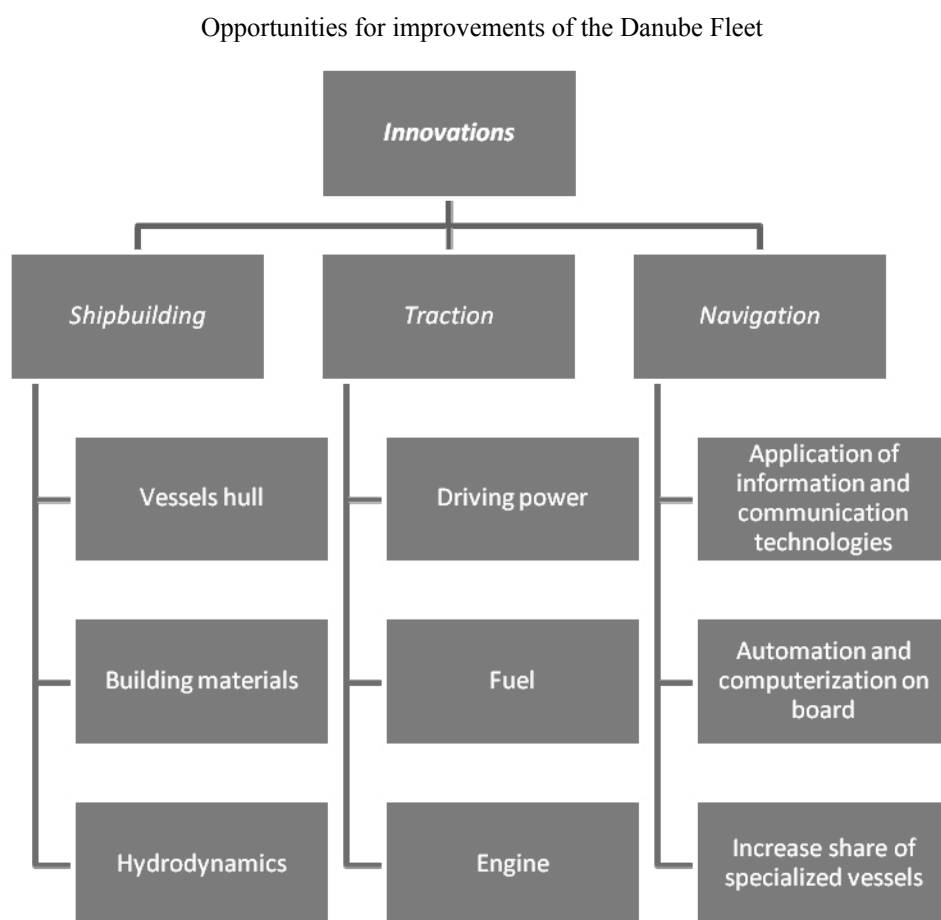 Opportunities for improvements of the Danube Fleet
Innovations
Shipbuilding
Traction
Navigation
Vessels hull
Driving power
Application of
information and
communication
technologies
Building materials
Fuel
Automation and
computerization on
board
Hydrodynamics
Engine
Increase share of
specialized vessels